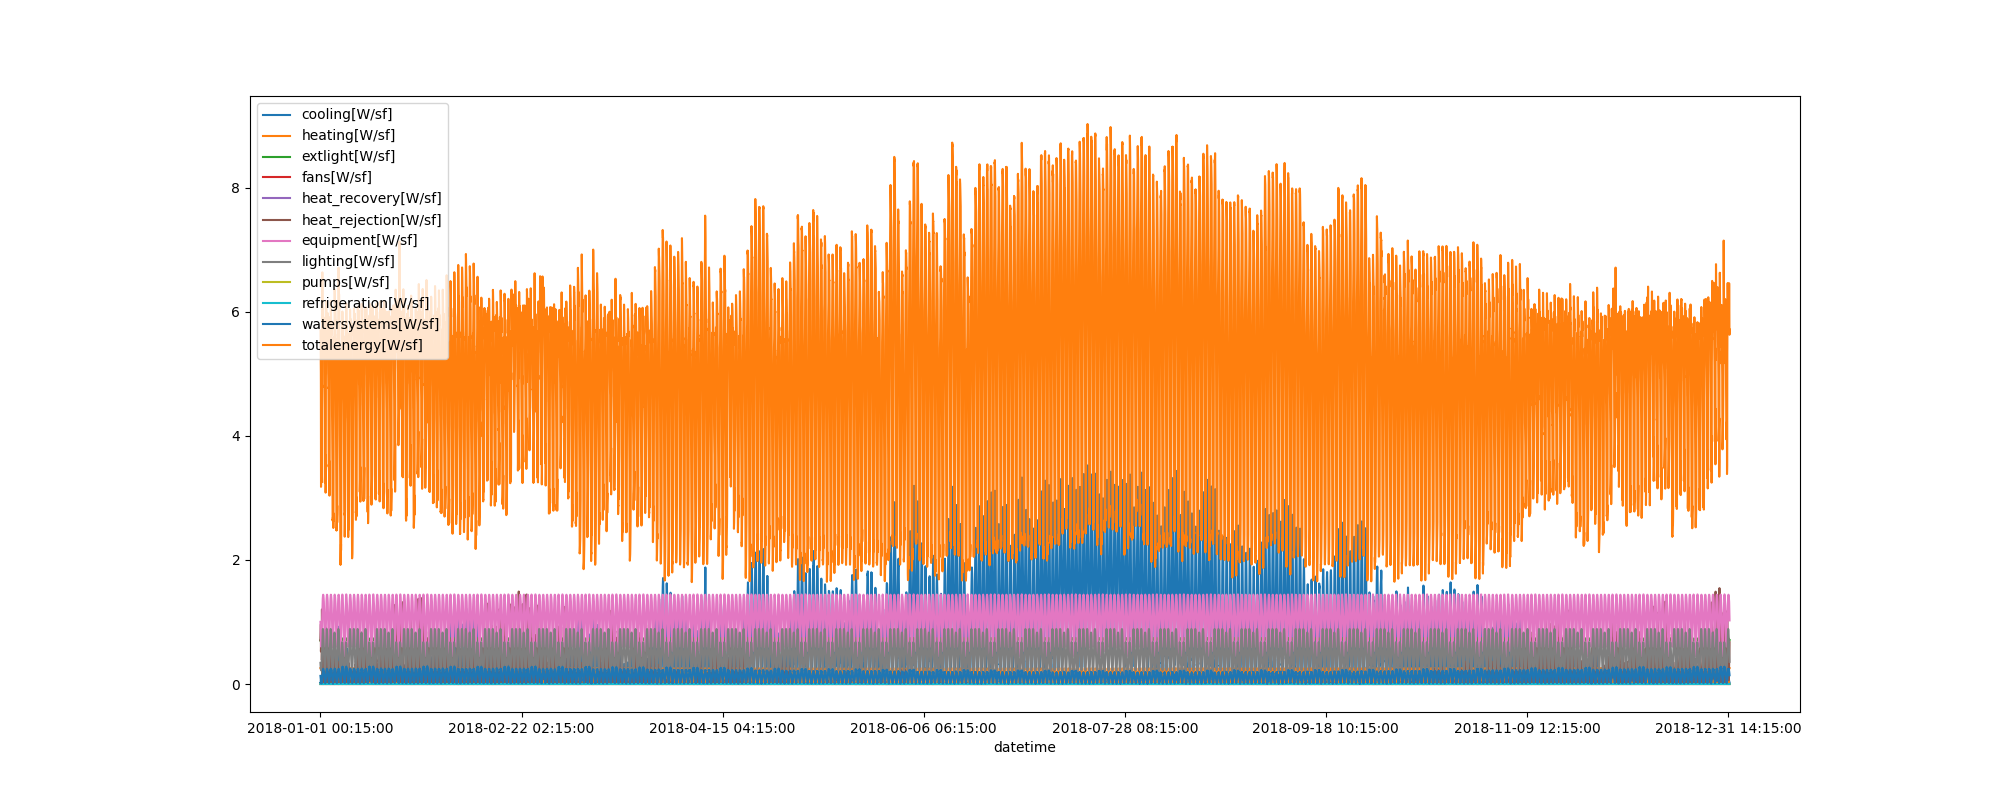 cooling[W/sf]
heating[W/sf]
extlight[W/sf]
fans[W/sf]
heat_recovery[W/sf]
heat_rejection[W/sf]
equipment[W/sf]
lighting[W/sf]
pumps[W/sf]
refrigeration[W/sf]
watersystems[W/sf]
totalenergy[W/sf]
8
6
4
2
0
2018-01-01 00:15:00 2018-02-22 02:15:00 2018-04-15 04:15:00 2018-06-06 06:15:00 2018-07-28 08:15:00 2018-09-18 10:15:00 2018-11-09 12:15:00 2018-12-31 14:15:00
datetime